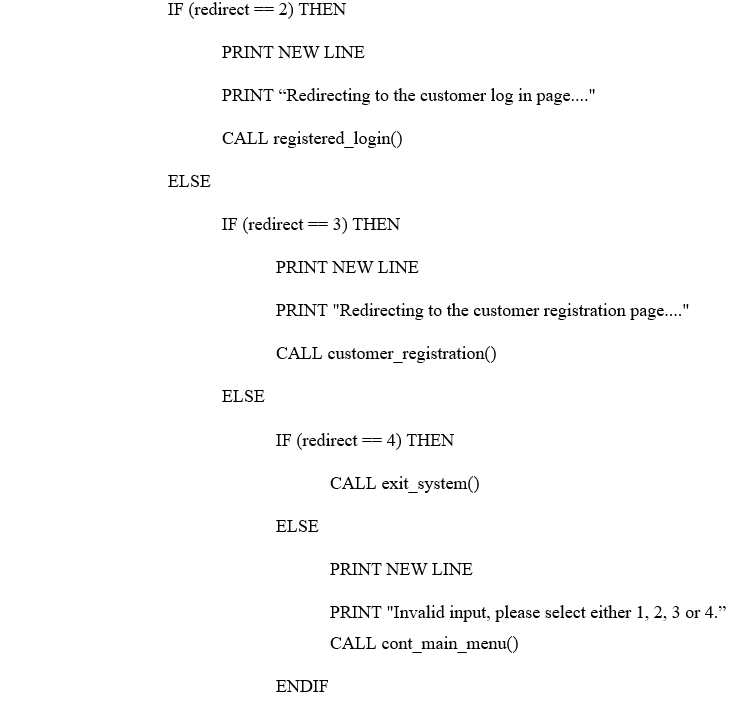 IF (redirect == 2) THEN
PRINT NEW LINE
PRINT “Redirecting to the customer log in page...."
CALL registered_login()
ELSE
IF (redirect == 3) THEN
PRINT NEW LINE
PRINT "Redirecting to the customer registration page...."
CALL customer_registration()
ELSE
IF (redirect == 4) THEN
CALL exit_system()
ELSE
PRINT NEW LINE
PRINT "Invalid input, please select either 1, 2, 3 or 4.”
CALL cont_main_menu()
ENDIF